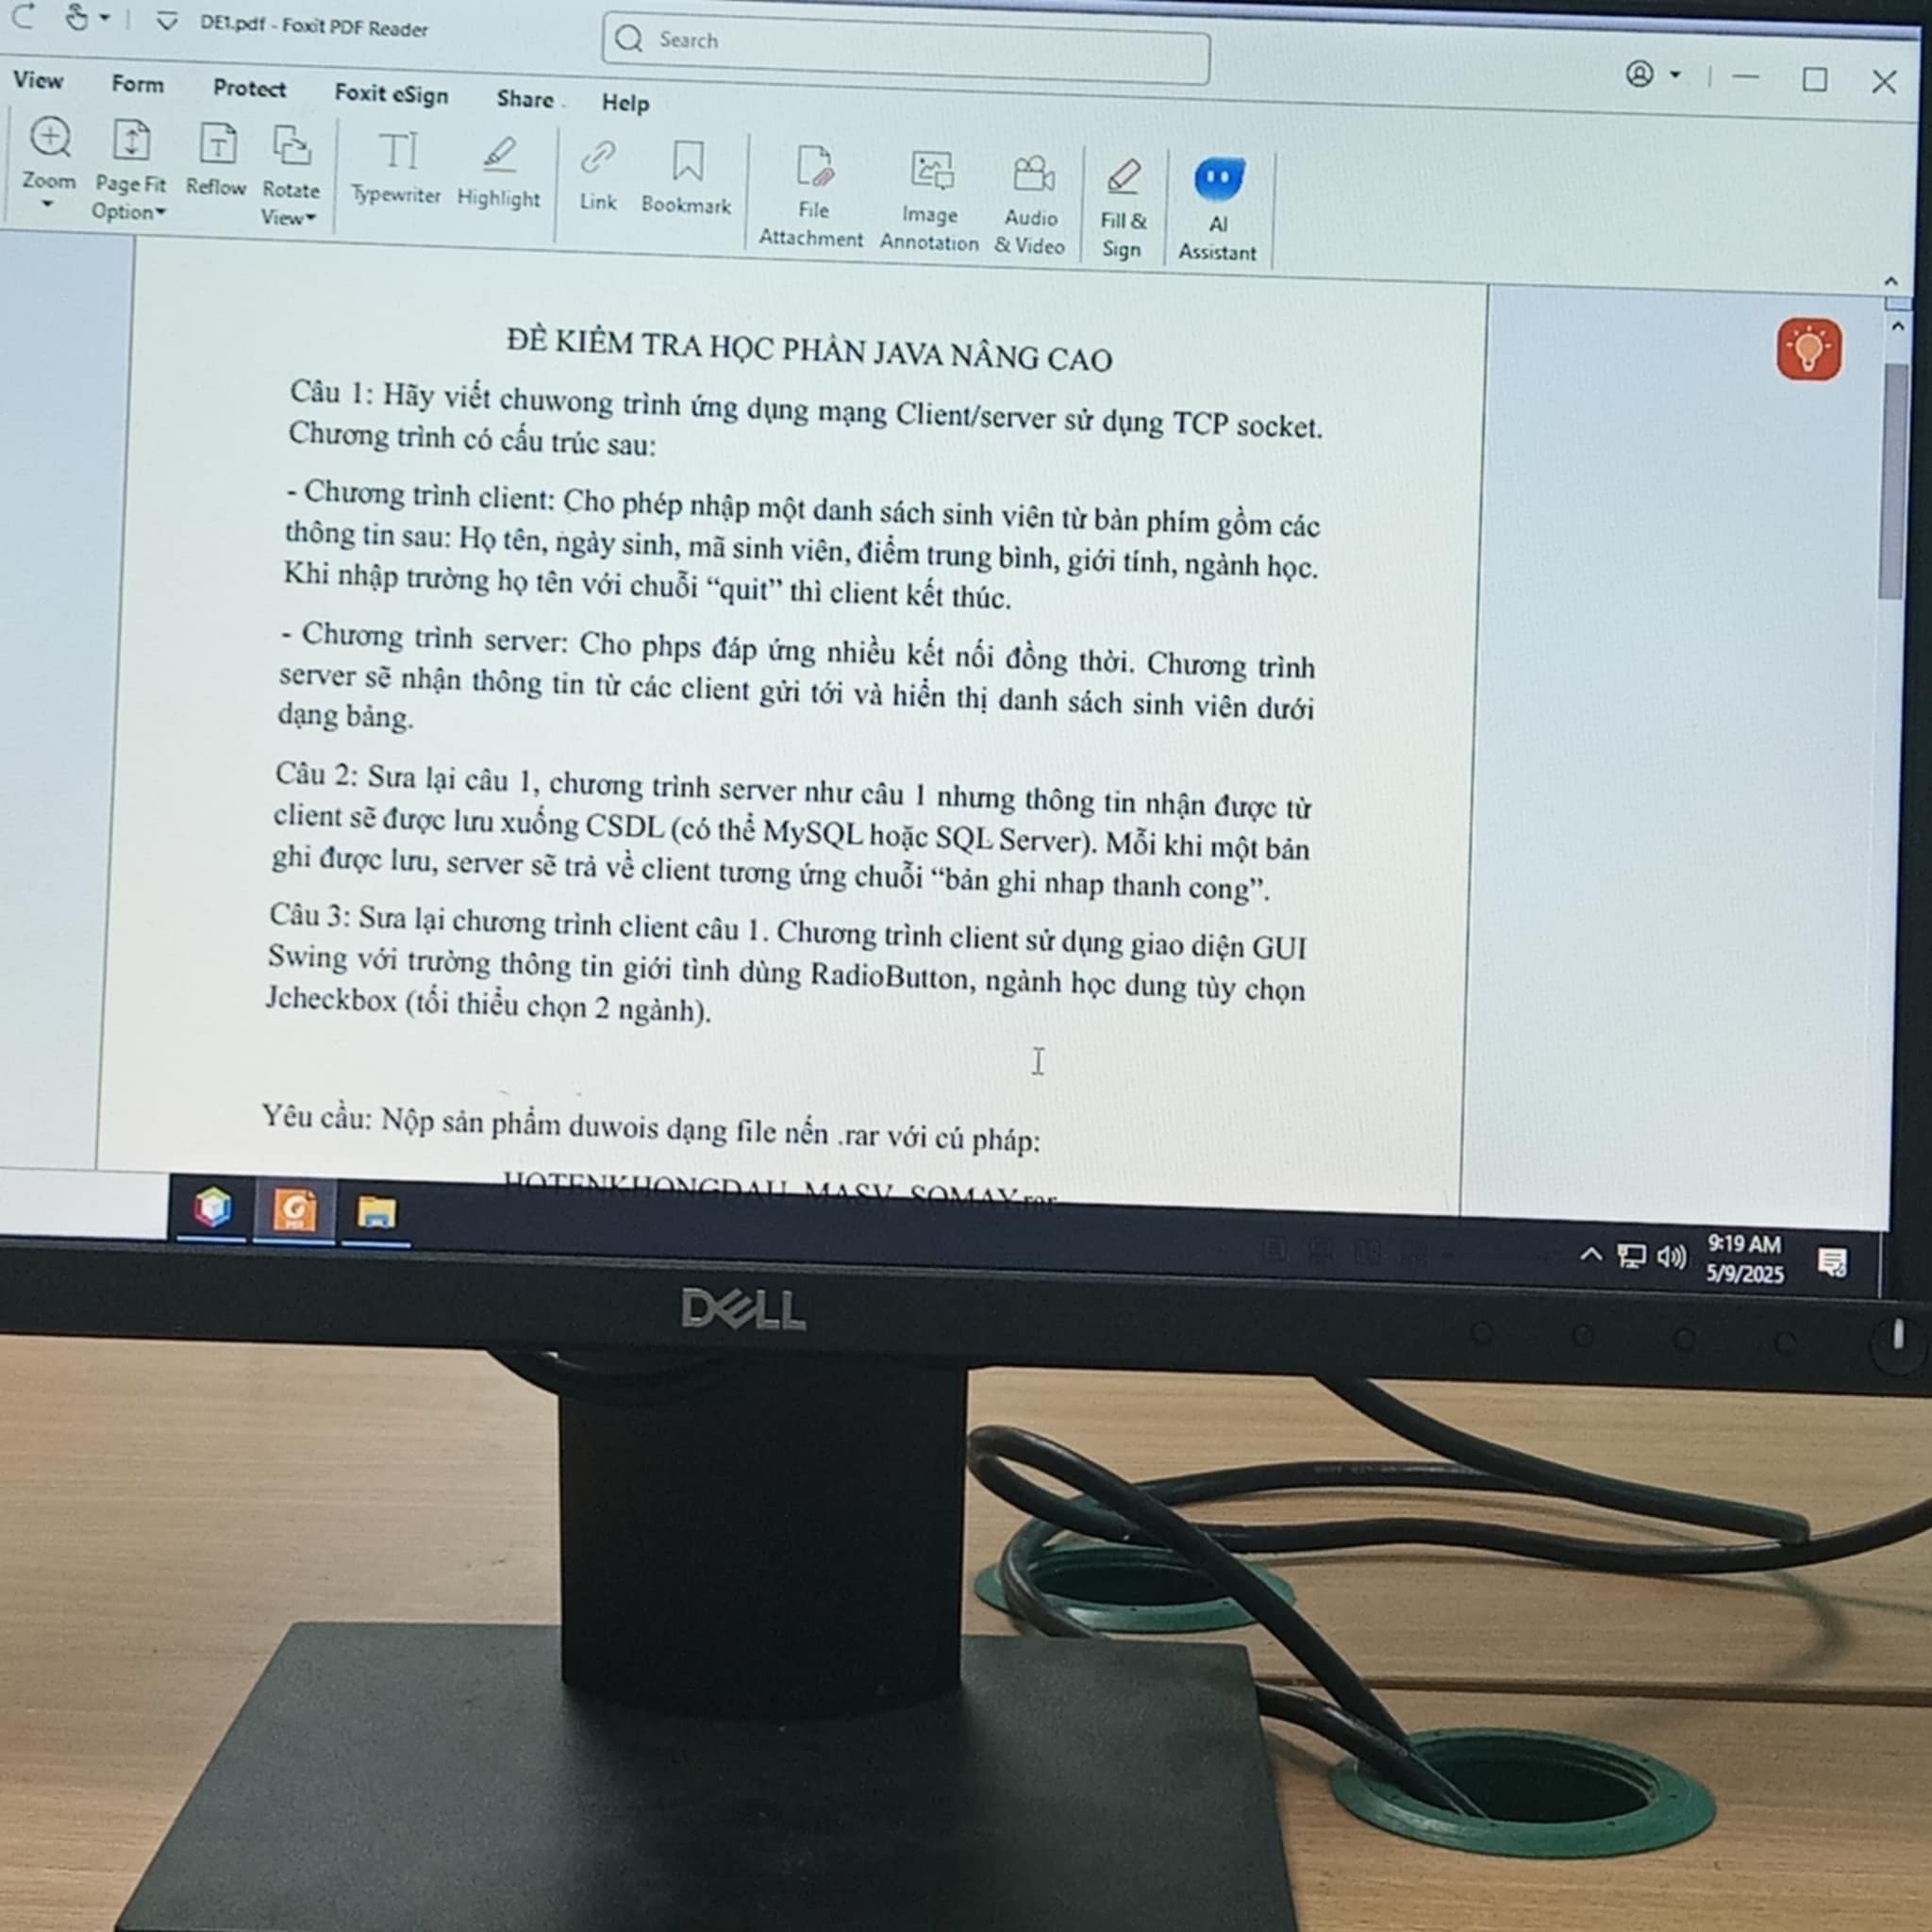 DE1.pdf - Foxit PDF Reader
Search
View Form Protect Foxit eSign Share Help
Zoom
Page Fit Option
Reflow
Rotate View
Typewriter
Highlight
Link
Bookmark
File Attachment
Image Annotation
Audio & Video
Fill & Sign
AI Assistant
ĐỀ KIỂM TRA HỌC PHẦN JAVA NÂNG CAO
Câu 1: Hãy viết chuwong trình ứng dụng mạng Client/server sử dụng TCP socket.
Chương trình có cấu trúc sau:
- Chương trình client: Cho phép nhập một danh sách sinh viên từ bàn phím gồm các
thông tin sau: Họ tên, ngày sinh, mã sinh viên, điểm trung bình, giới tính, ngành học.
Khi nhập trường họ tên với chuỗi “quit” thì client kết thúc.
- Chương trình server: Cho phps đáp ứng nhiều kết nối đồng thời. Chương trình
server sẽ nhận thông tin từ các client gửi tới và hiển thị danh sách sinh viên dưới
dạng bảng.
Câu 2: Sưa lại câu 1, chương trình server như câu 1 nhưng thông tin nhận được từ
client sẽ được lưu xuống CSDL (có thể MySQL hoặc SQL Server). Mỗi khi một bản
ghi được lưu, server sẽ trả về client tương ứng chuỗi “bản ghi nhap thanh cong”.
Câu 3: Sưa lại chương trình client câu 1. Chương trình client sử dụng giao diện GUI
Swing với trường thông tin giới tình dùng RadioButton, ngành học dung tùy chọn
Jcheckbox (tối thiểu chọn 2 ngành).
Yêu cầu: Nộp sản phẩm duwois dạng file nến .rar với cú pháp:
HOTENKHONGDAU_MASV_SOMAY.rar
9:19 AM
5/9/2025
DELL